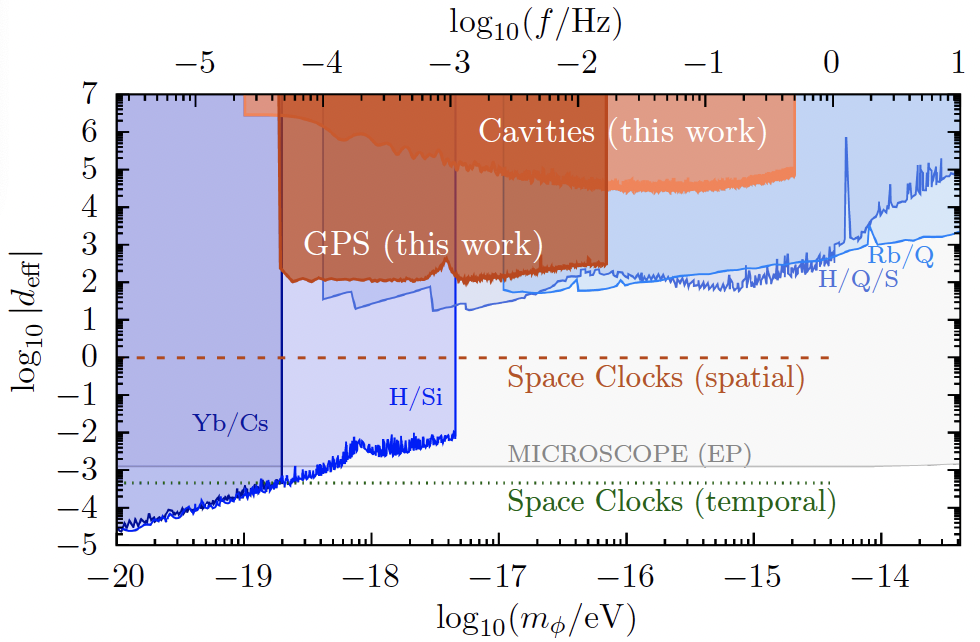 log₁₀(f/Hz)
−5 −4 −3 −2 −1 0 1
7
6
5
4
3
2
1
0
−1
−2
−3
−4
−5
log₁₀ |d_eff|
Cavities (this work)
GPS (this work)
Rb/Q
H/Q/S
Space Clocks (spatial)
H/Si
Yb/Cs
MICROSCOPE (EP)
Space Clocks (temporal)
−20 −19 −18 −17 −16 −15 −14
log₁₀(m_ϕ/eV)